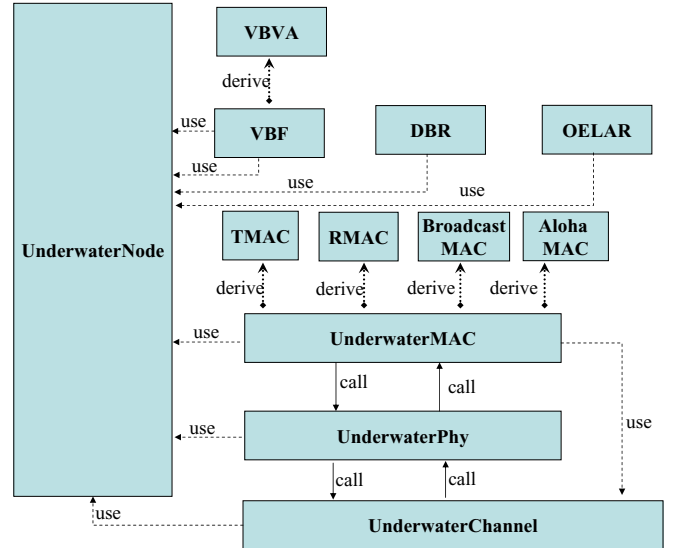 VBVA
derive
use
VBF
DBR
OELAR
use
use
use
TMAC
RMAC
Broadcast
MAC
Aloha
MAC
UnderwaterNode
derive
derive
derive
derive
use
UnderwaterMAC
call
call
use
UnderwaterPhy
use
call
call
use
UnderwaterChannel